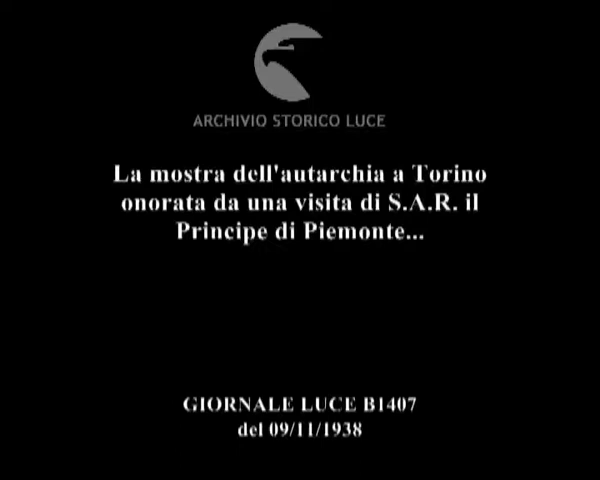 ARCHIVIO STORICO LUCE
La mostra dell'autarchia a Torino
onorata da una visita di S.A.R. il
Principe di Piemonte...
GIORNALE LUCE B1407
del 09/11/1938